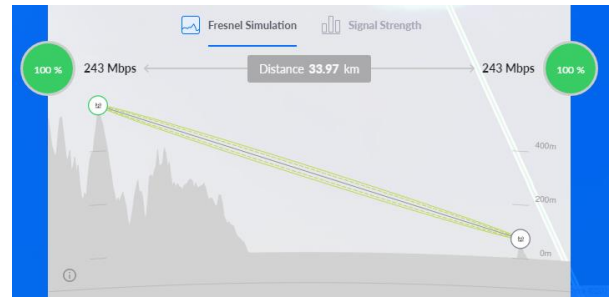 Fresnel Simulation
Signal Strength
100 %
243 Mbps
Distance 33.97 km
243 Mbps
100 %
400m
200m
0m